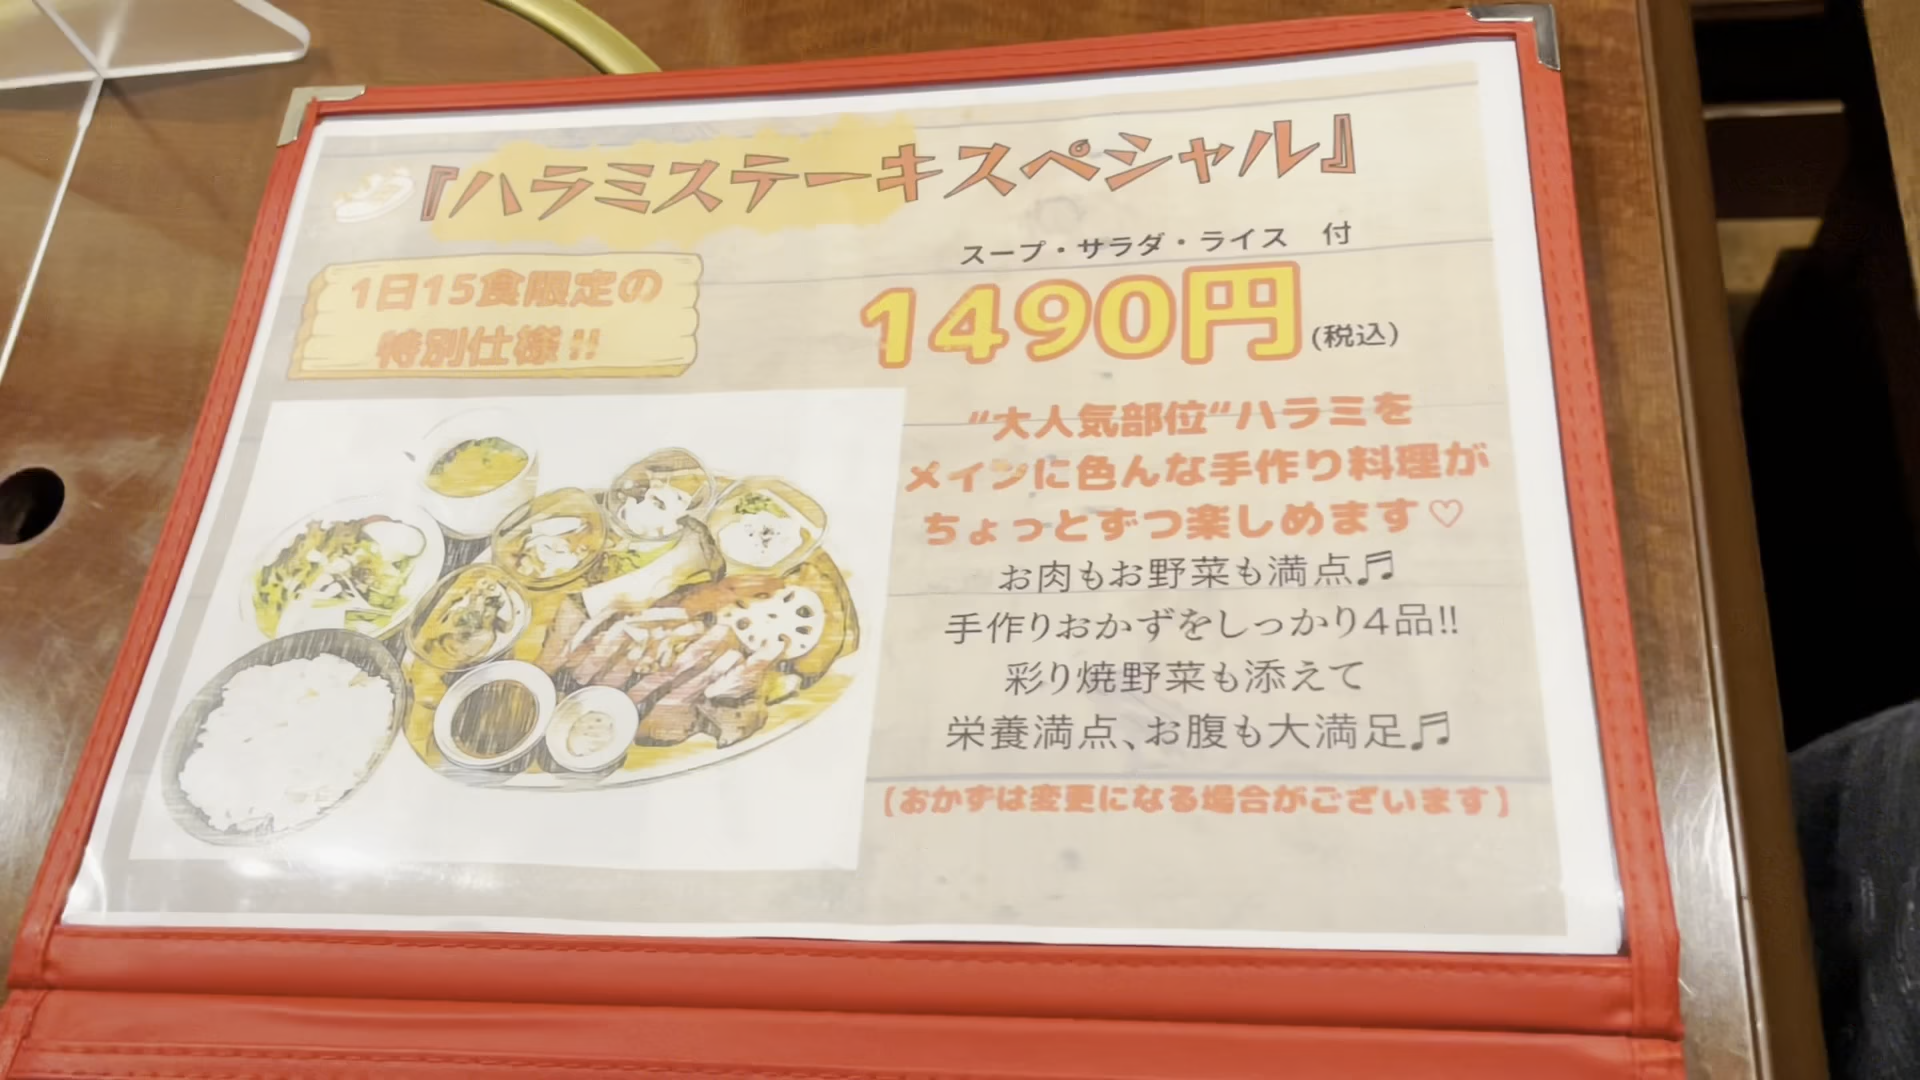 『ハラミステーキスペシャル』
スープ・サラダ・ライス 付
1日15食限定の
特別仕様!!
1490円(税込)
"大人気部位"ハラミを
メインに色んな手作り料理が
ちょっとずつ楽しめます♡
お肉もお野菜も満点♬
手作りおかずをしっかり4品!!
彩り焼野菜も添えて
栄養満点、お腹も大満足♬
【おかずは変更になる場合がございます】